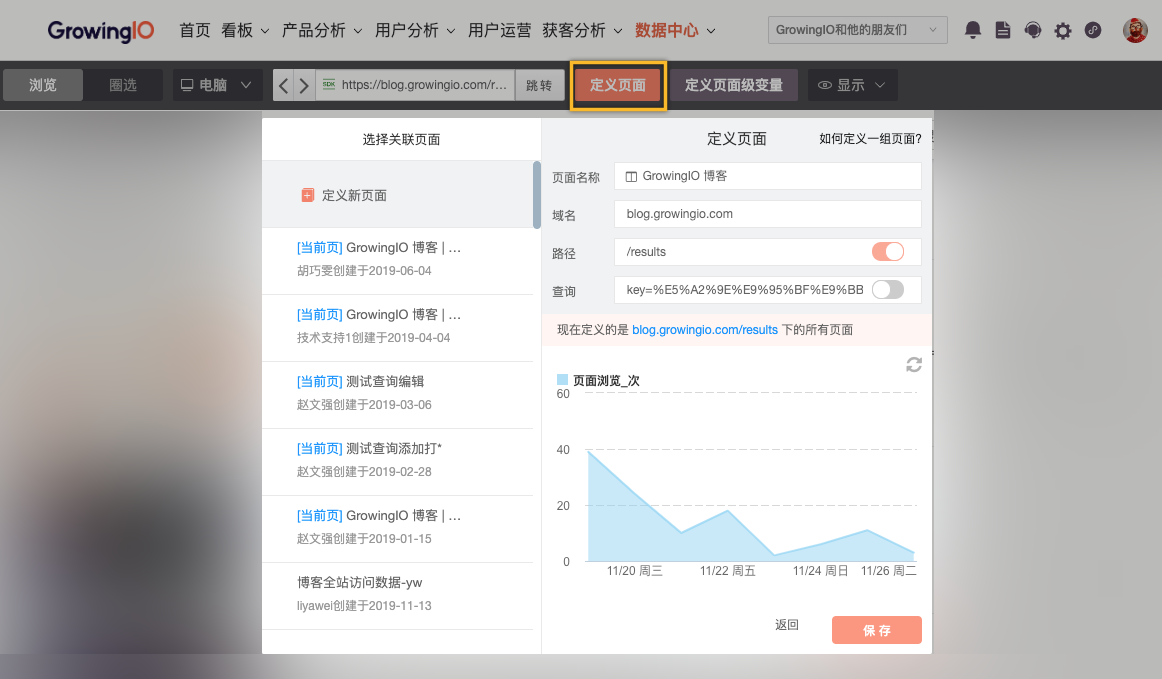 GrowingIO 首页 看板 产品分析 用户分析 用户运营 获客分析 数据中心 GrowingIO和他的朋友们
浏览 圈选 电脑 SDK https://blog.growingio.com/r... 跳转 定义页面 定义页面级变量 显示
选择关联页面
定义新页面
[当前页] GrowingIO 博客 | ...
胡巧雯创建于2019-06-04
[当前页] GrowingIO 博客 | ...
技术支持1创建于2019-04-04
[当前页] 测试查询编辑
赵文强创建于2019-03-06
[当前页] 测试查询添加打*
赵文强创建于2019-02-28
[当前页] GrowingIO 博客 | ...
赵文强创建于2019-01-15
博客全站访问数据-yw
liyawei创建于2019-11-13
定义页面 如何定义一组页面?
页面名称 GrowingIO 博客
域名 blog.growingio.com
路径 /results
查询 key=%E5%A2%9E%E9%95%BF%E9%BB
现在定义的是 blog.growingio.com/results 下的所有页面
页面浏览_次
60
40
20
0
11/20 周三 11/22 周五 11/24 周日 11/26 周二
返回 保存